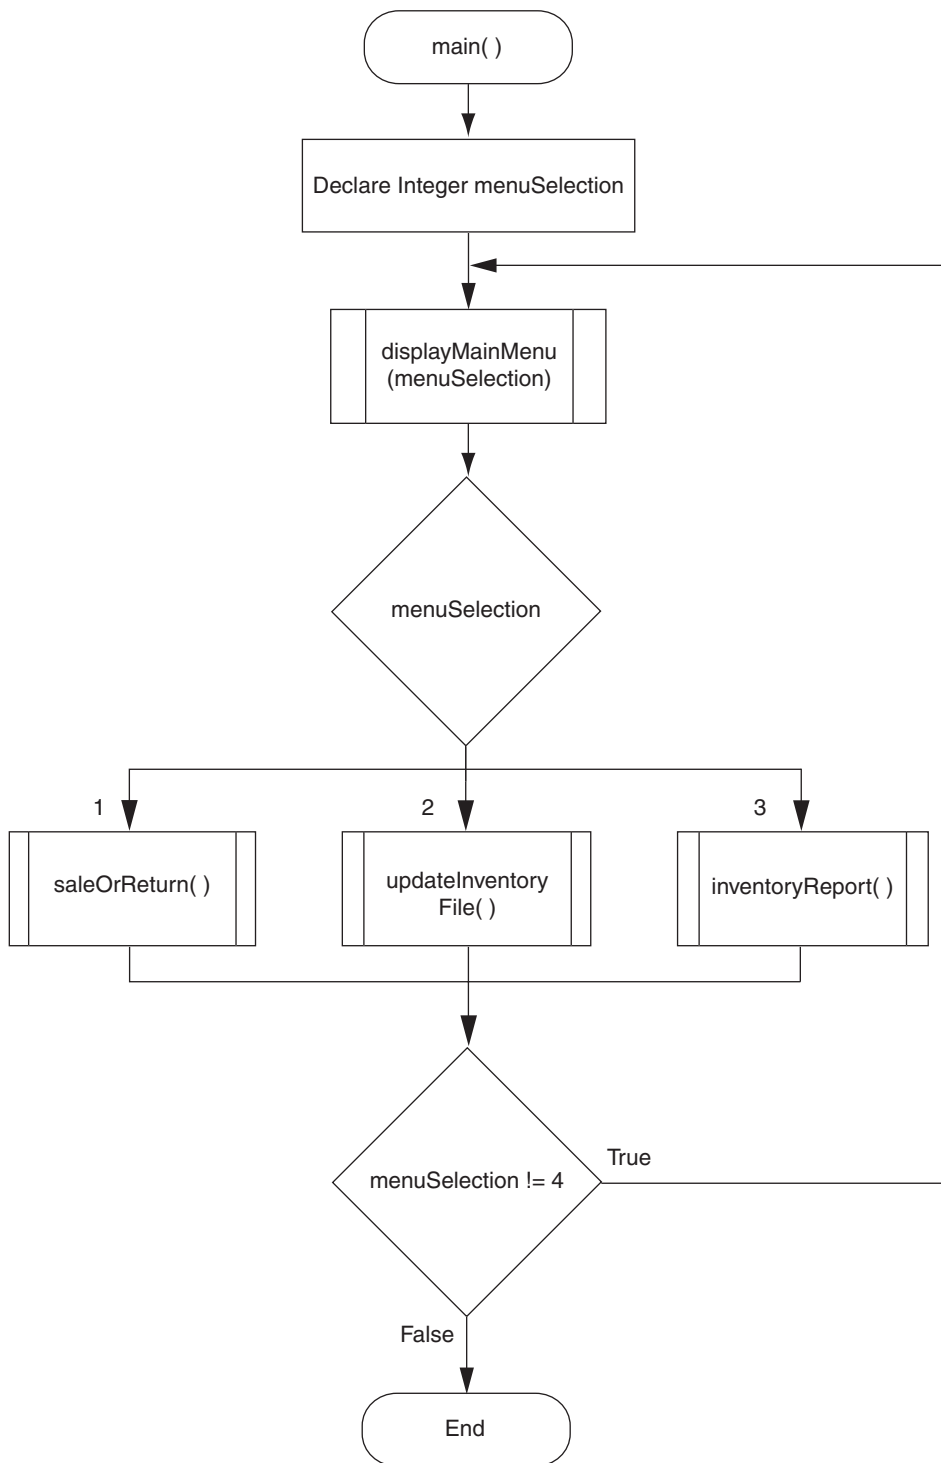 main( )
Declare Integer menuSelection
displayMainMenu
(menuSelection)
menuSelection
1
2
3
saleOrReturn( )
updateInventory
File( )
inventoryReport( )
menuSelection != 4
True
False
End